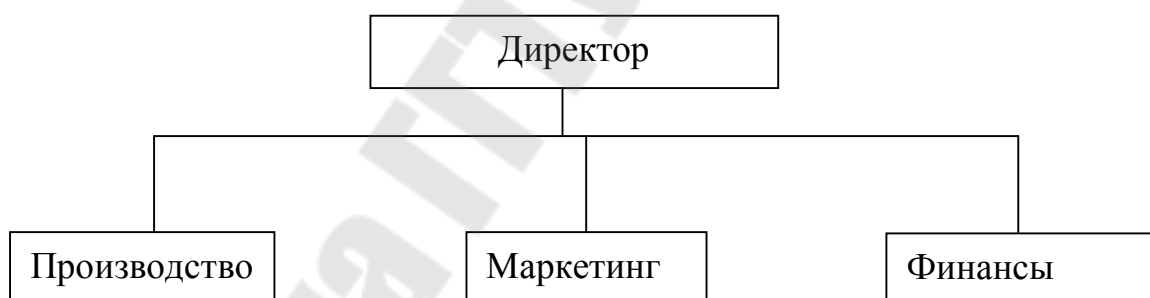 Директор
Производство
Маркетинг
Финансы